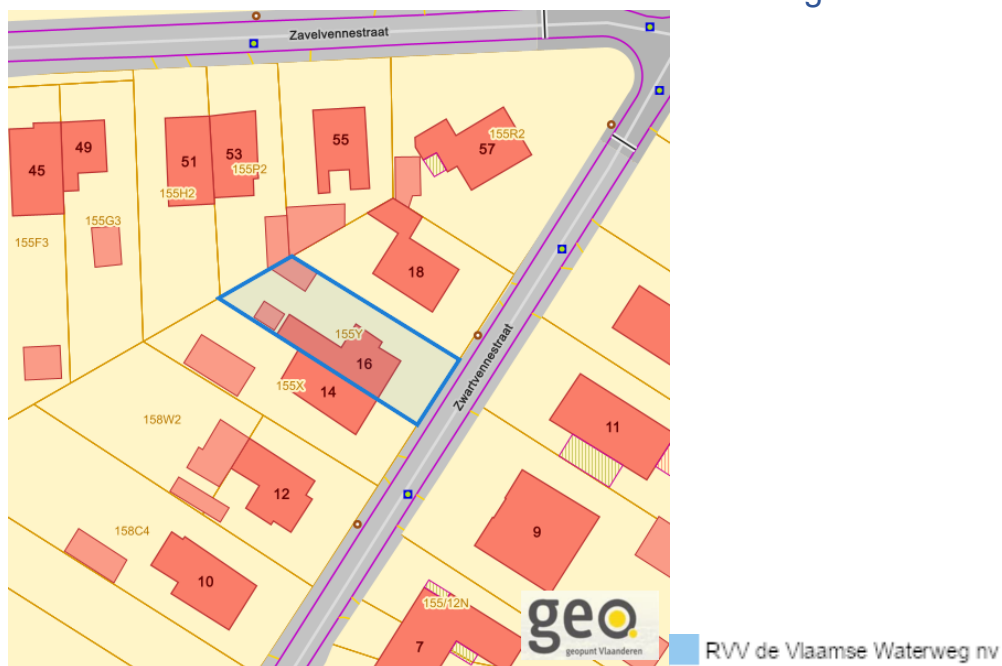 g
Zavelvennestraat
45
49
51
53
55
57
155R2
155P2
155H2
155G3
155F3
18
155Y
16
Zwartvennestraat
155X
14
158W2
11
12
158C4
9
10
155/12N
7
geo.
geopunt Vlaanderen
RVV de Vlaamse Waterweg nv